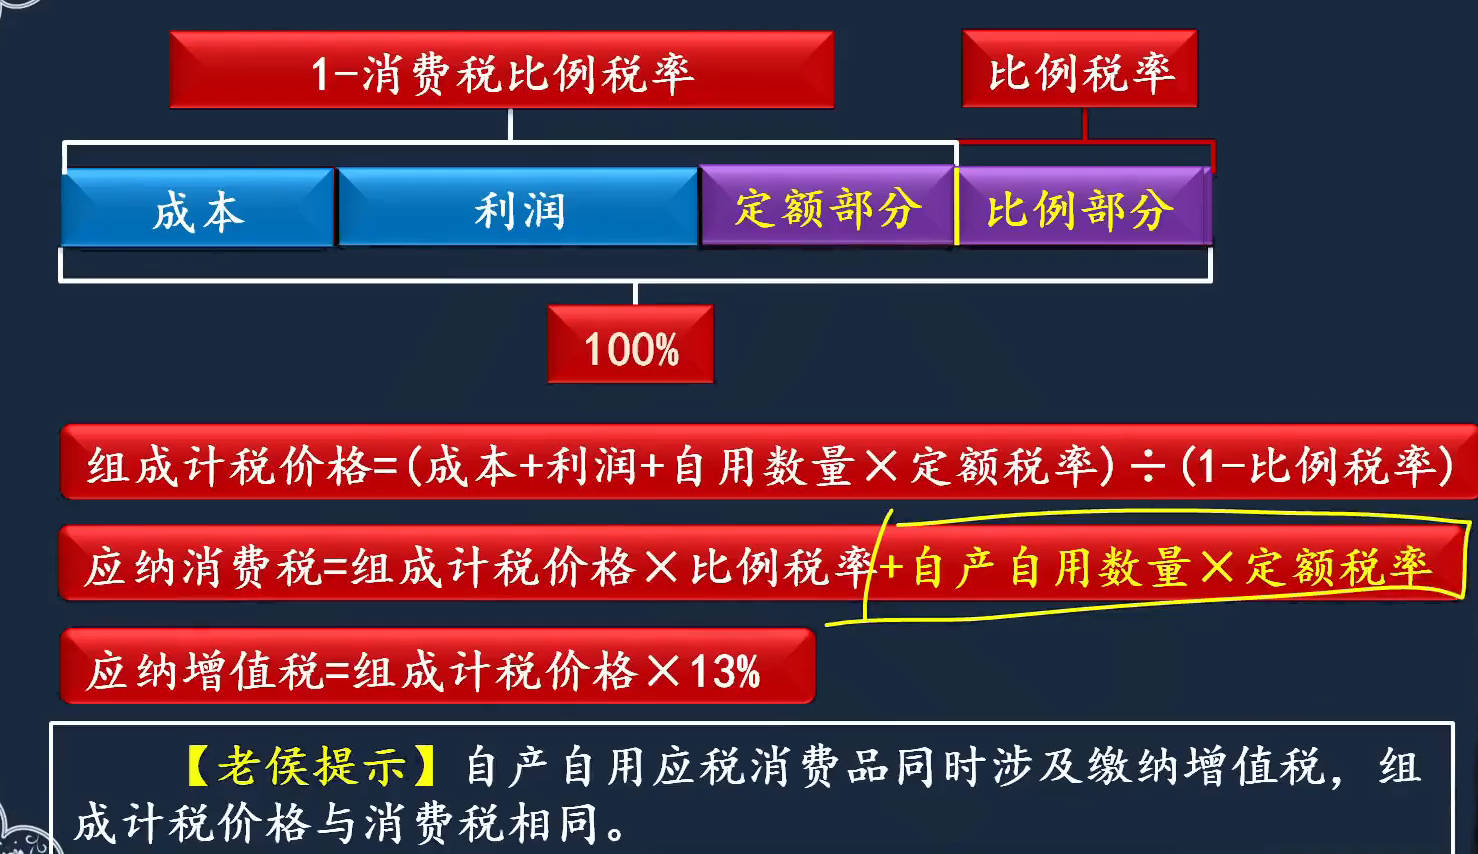 1-消费税比例税率
比例税率
成本
利润
定额部分
比例部分
100%
组成计税价格=(成本+利润+自用数量×定额税率)÷(1-比例税率)
应纳消费税=组成计税价格×比例税率+自产自用数量×定额税率
应纳增值税=组成计税价格×13%
【老侯提示】自产自用应税消费品同时涉及缴纳增值税，组
成计税价格与消费税相同。